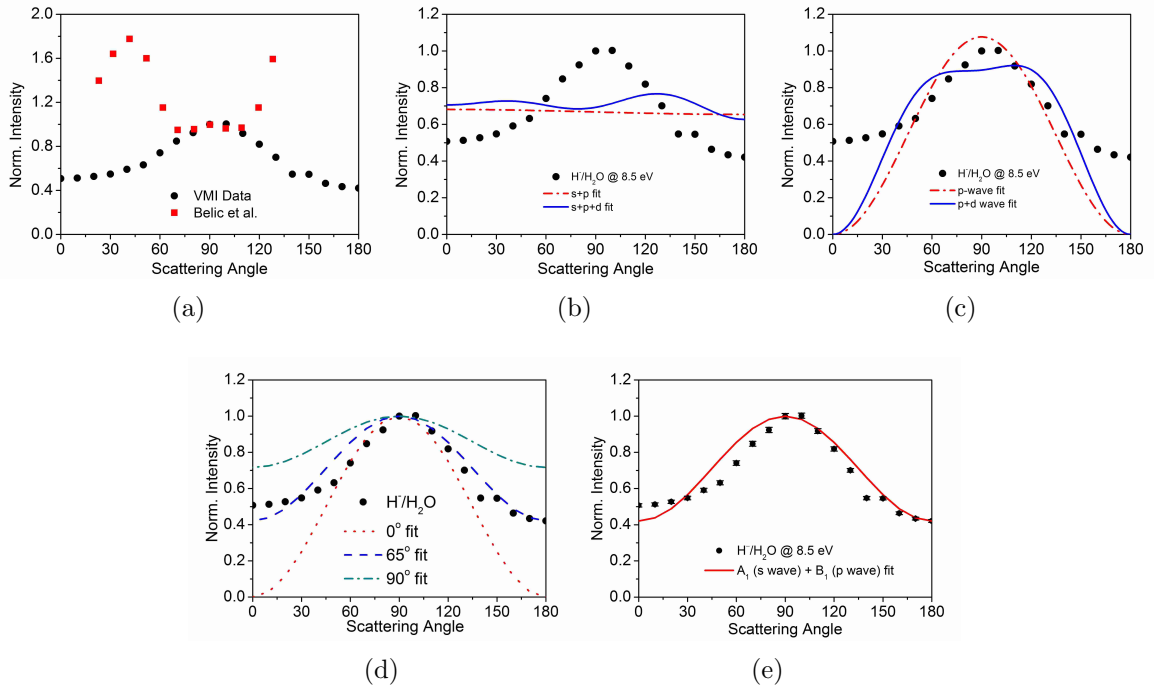 2.0
1.6
1.2
0.8
0.4
0.0
Norm. Intensity
VMI Data
Belic et al.
0 30 60 90 120 150 180
Scattering Angle
(a)
1.2
1.0
0.8
0.6
0.4
0.2
0.0
Norm. Intensity
H⁻/H₂O @ 8.5 eV
s+p fit
s+p+d fit
0 30 60 90 120 150 180
Scattering Angle
(b)
1.2
1.0
0.8
0.6
0.4
0.2
0.0
Norm. Intensity
H⁻/H₂O @ 8.5 eV
p-wave fit
p+d wave fit
0 30 60 90 120 150 180
Scattering Angle
(c)
1.2
1.0
0.8
0.6
0.4
0.2
0.0
Norm. Intensity
H⁻/H₂O
0° fit
65° fit
90° fit
0 30 60 90 120 150 180
Scattering Angle
(d)
1.2
1.0
0.8
0.6
0.4
0.2
0.0
Norm. Intensity
H⁻/H₂O @ 8.5 eV
A₁ (s wave) + B₁ (p wave) fit
0 30 60 90 120 150 180
Scattering Angle
(e)